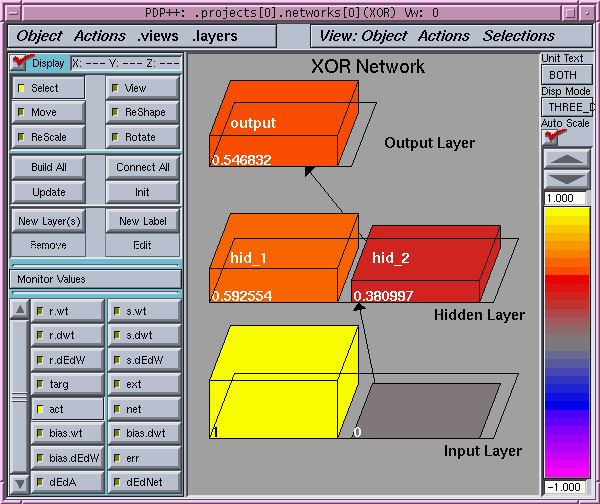 PDP++: .projects[0].networks[0](XOR) Vw: 0
Object Actions .views .layers
View: Object Actions Selections
Display X: --- Y: --- Z: ---
Select View
Move ReShape
ReScale Rotate
Build All Connect All
Update Init
New Layer(s) New Label
Remove Edit
Monitor Values
r.wt s.wt
r.dwt s.dwt
r.dEdW s.dEdW
targ ext
act net
bias.wt bias.dwt
bias.dEdW err
dEdA dEdNet
XOR Network
output
0.546832
Output Layer
hid_1 hid_2
0.592554 0.380997
Hidden Layer
1 0
Input Layer
Unit Text
BOTH
Disp Mode
THREE_D
Auto Scale
1.000
-1.000